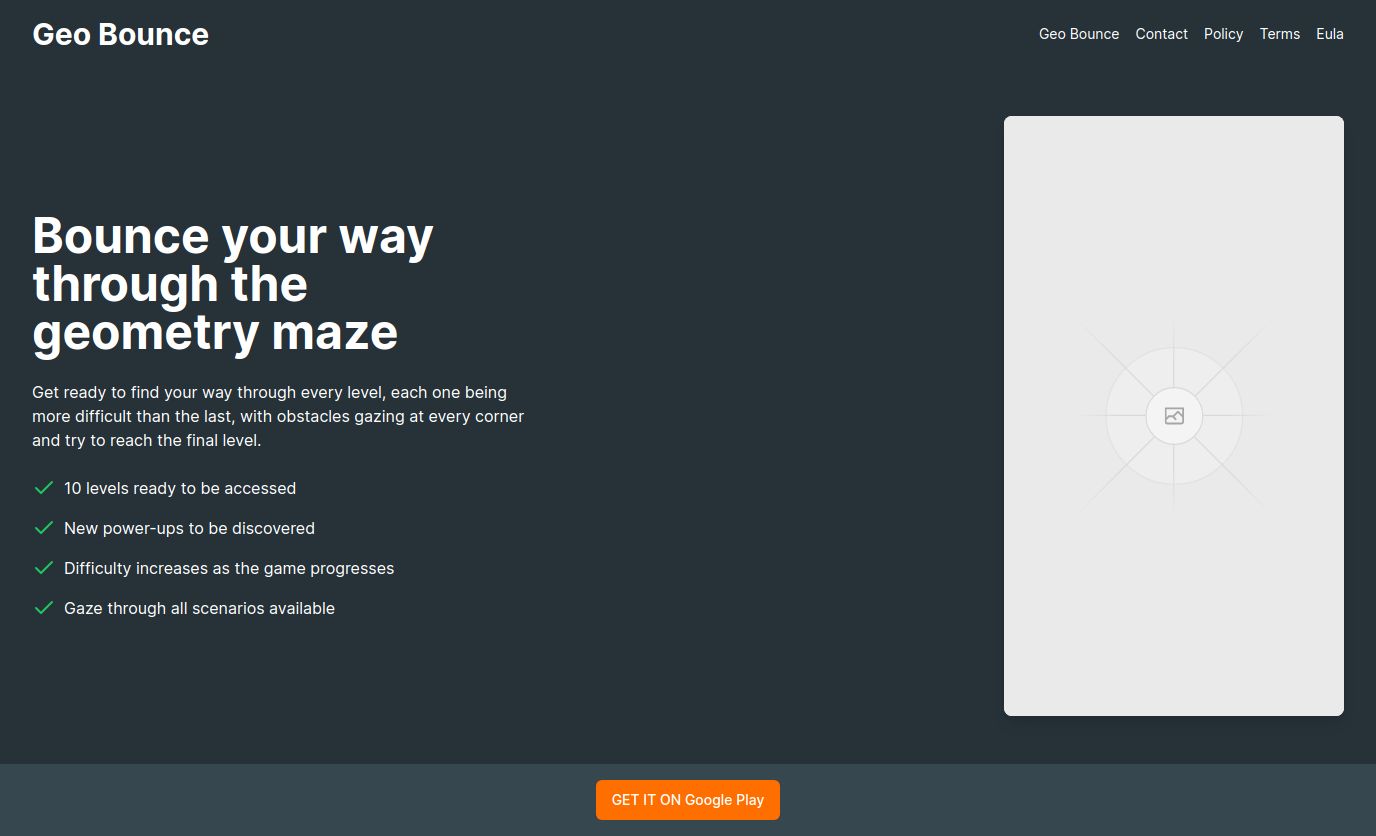 Geo Bounce
Geo Bounce Contact Policy Terms Eula
Bounce your way
through the
geometry maze
Get ready to find your way through every level, each one being
more difficult than the last, with obstacles gazing at every corner
and try to reach the final level.
10 levels ready to be accessed
New power-ups to be discovered
Difficulty increases as the game progresses
Gaze through all scenarios available
GET IT ON Google Play